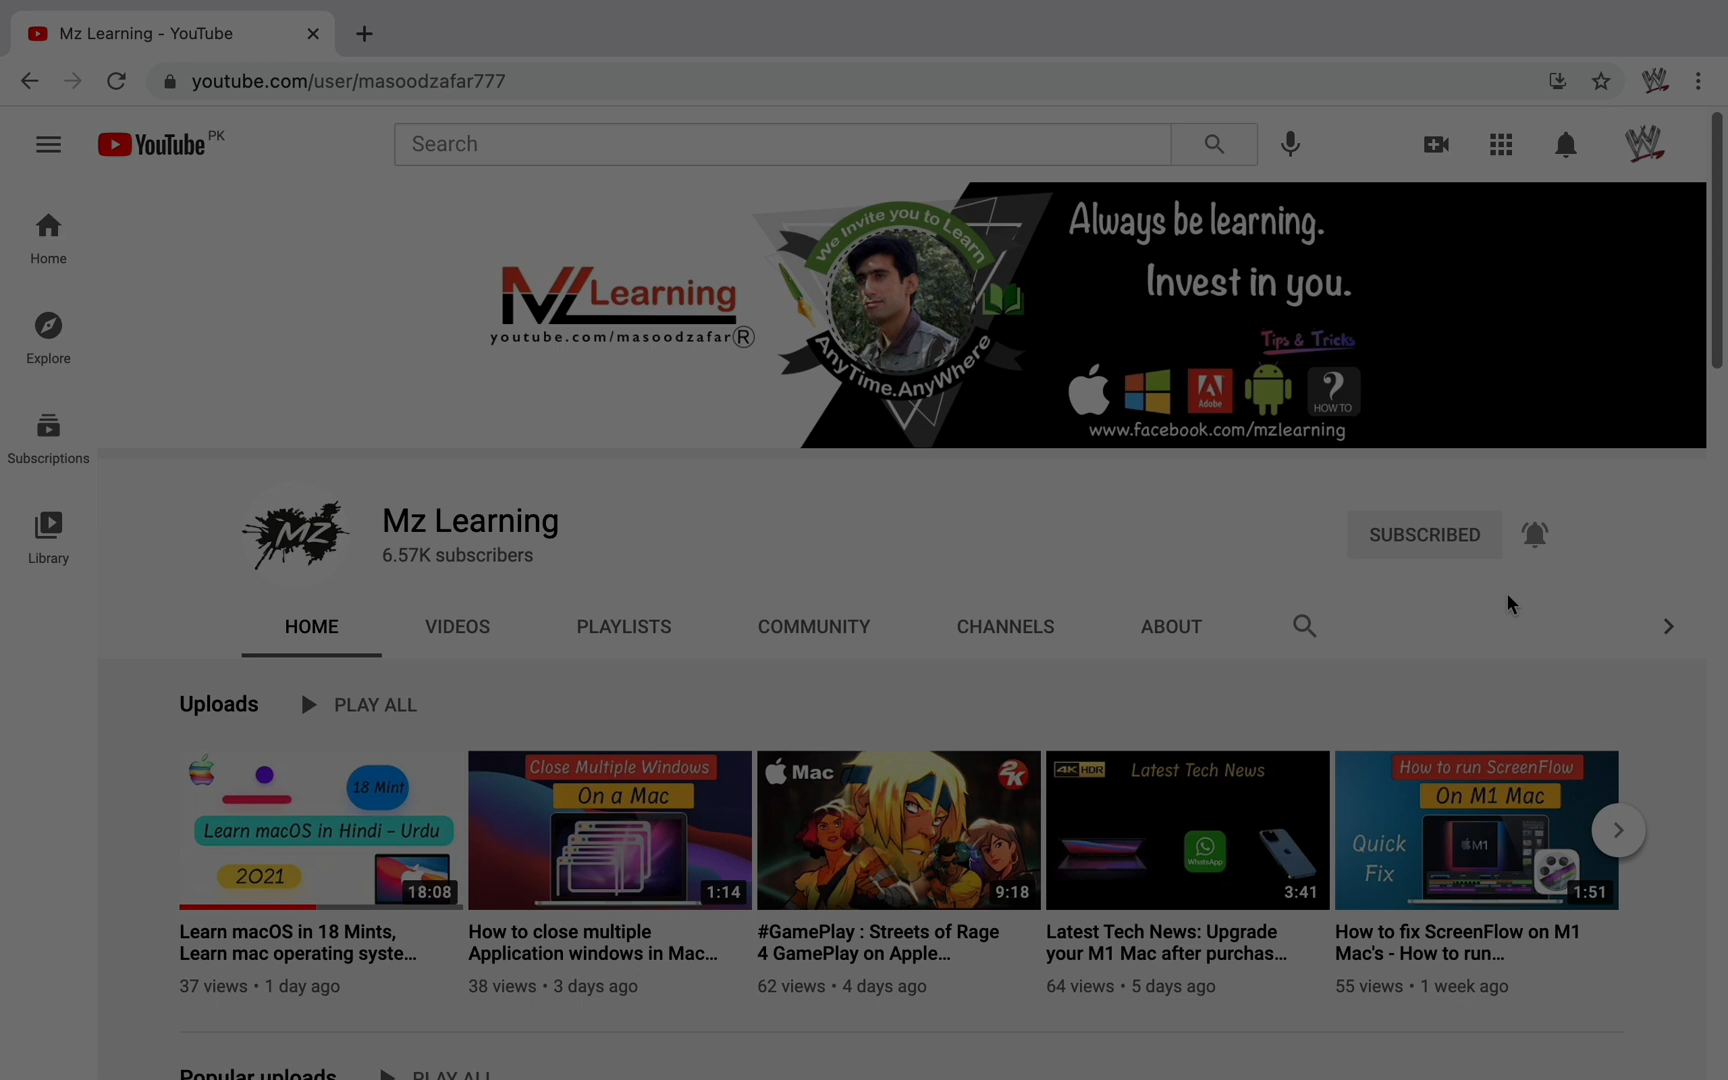 Mz Learning - YouTube
youtube.com/user/masoodzafar777
YouTube PK
Search
Home
Explore
Subscriptions
Library
MZ Learning
youtube.com/masoodzafar ®
We Invite you to Learn
AnyTime.AnyWhere
Always be learning.
Invest in you.
Tips & Tricks
Adobe
?
HOW TO
www.facebook.com/mzlearning
MZ
Mz Learning
6.57K subscribers
SUBSCRIBED
HOME VIDEOS PLAYLISTS COMMUNITY CHANNELS ABOUT
Uploads PLAY ALL
18 Mint
Learn macOS in Hindi – Urdu
2021
18:08
Learn macOS in 18 Mints,
Learn mac operating syste...
37 views • 1 day ago
Close Multiple Windows
On a Mac
1:14
How to close multiple
Application windows in Mac...
38 views • 3 days ago
Mac
2K
9:18
#GamePlay : Streets of Rage
4 GamePlay on Apple...
62 views • 4 days ago
4K HDR
Latest Tech News
WhatsApp
3:41
Latest Tech News: Upgrade
your M1 Mac after purchas...
64 views • 5 days ago
How to run ScreenFlow
On M1 Mac
Quick
Fix
M1
1:51
How to fix ScreenFlow on M1
Mac's - How to run...
55 views • 1 week ago
Popular uploads PLAY ALL